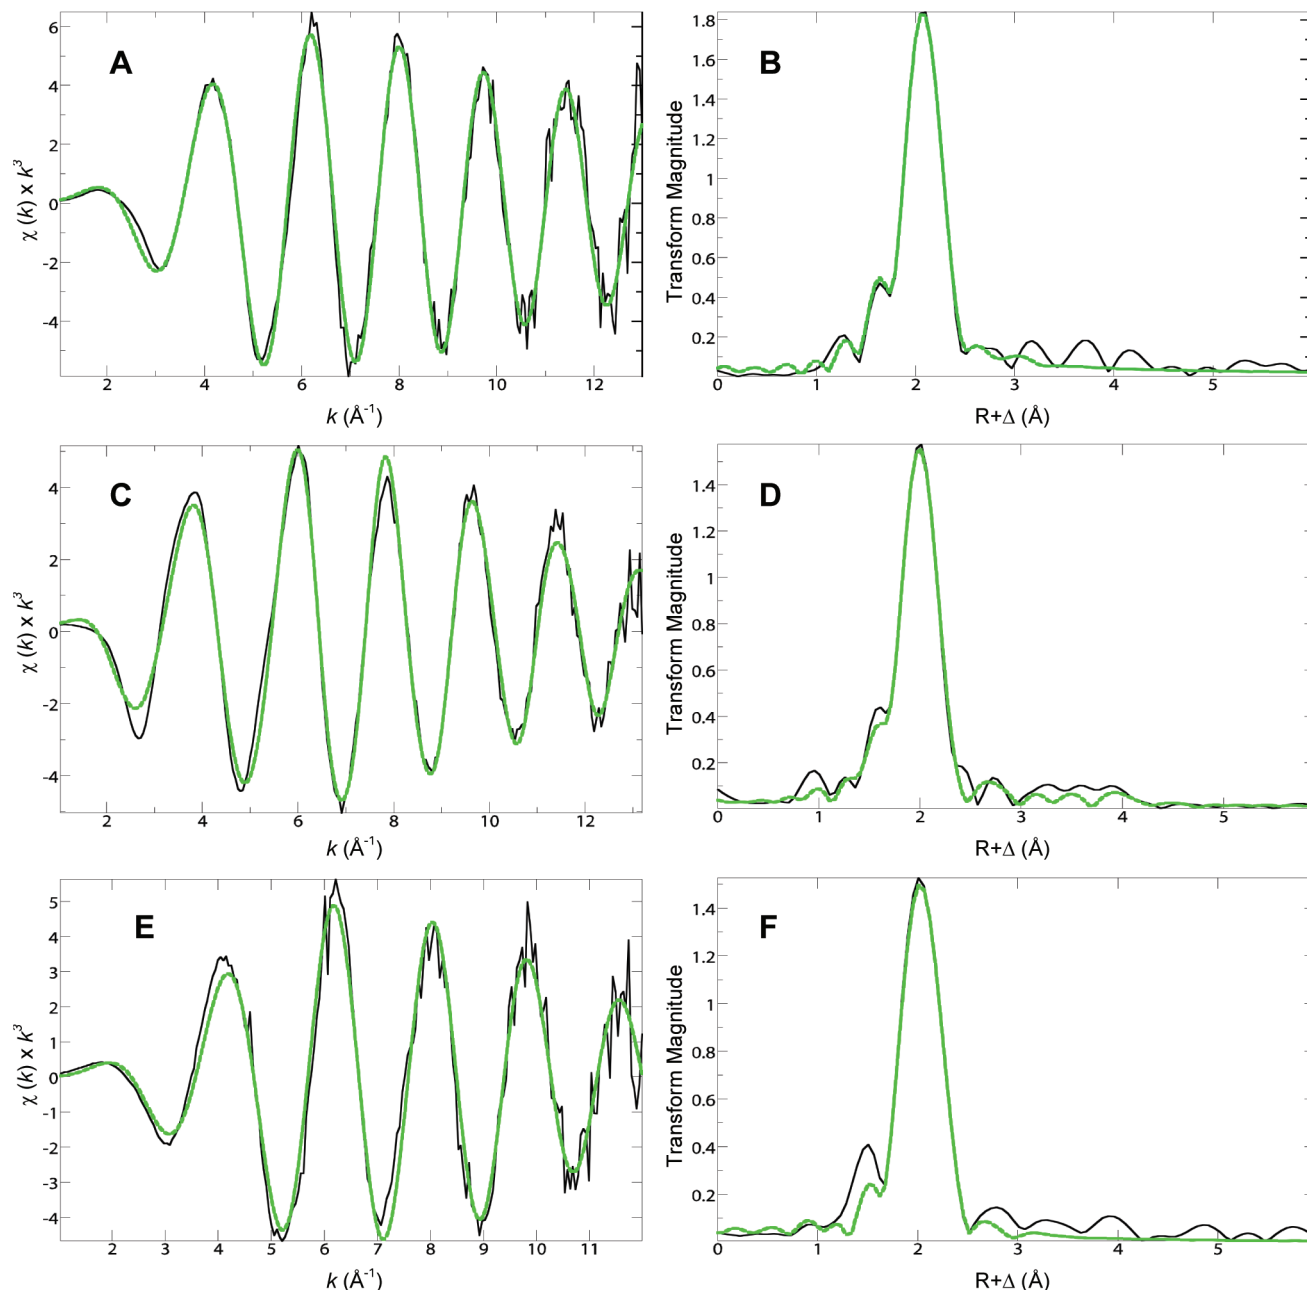 A
χ (k) x k³
6
4
2
0
-2
-4
2 4 6 8 10 12
k (Å⁻¹)
B
Transform Magnitude
1.8
1.6
1.4
1.2
1
0.8
0.6
0.4
0.2
0 1 2 3 4 5
R+Δ (Å)
C
χ (k) x k³
4
2
0
-2
-4
2 4 6 8 10 12
k (Å⁻¹)
D
Transform Magnitude
1.4
1.2
1
0.8
0.6
0.4
0.2
0 1 2 3 4 5
R+Δ (Å)
E
χ (k) x k³
5
4
3
2
1
0
-1
-2
-3
-4
2 3 4 5 6 7 8 9 10 11
k (Å⁻¹)
F
Transform Magnitude
1.4
1.2
1
0.8
0.6
0.4
0.2
0 1 2 3 4 5
R+Δ (Å)